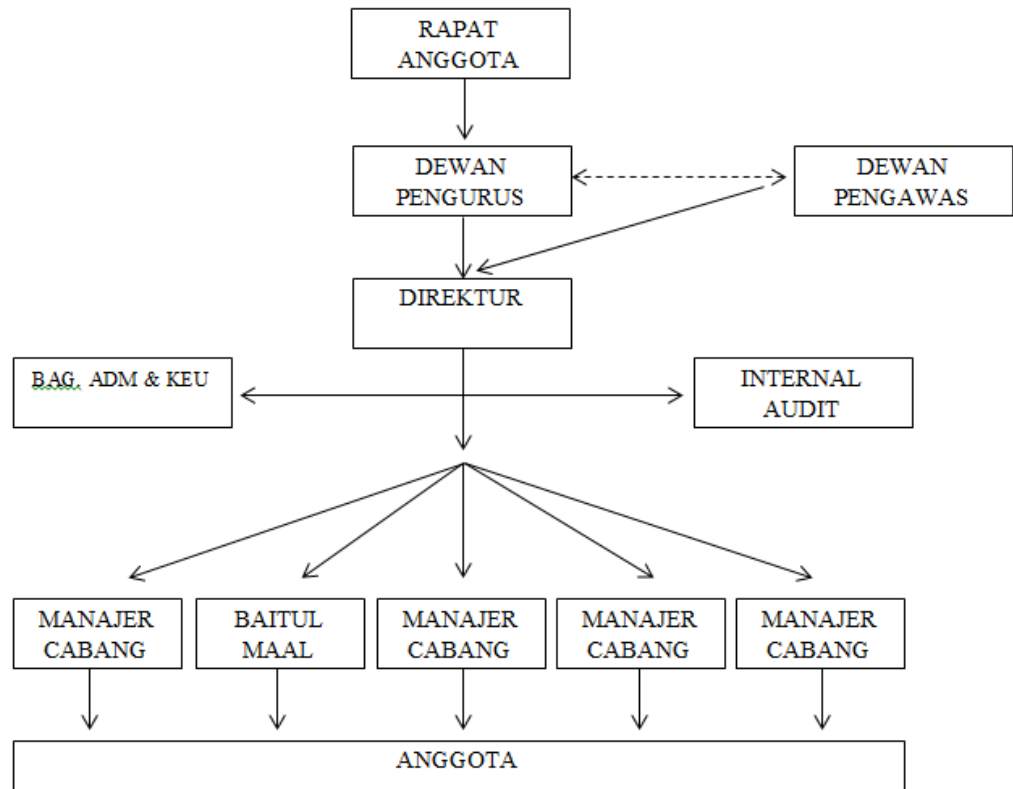 RAPAT
ANGGOTA
DEWAN
PENGURUS
DEWAN
PENGAWAS
DIREKTUR
BAG. ADM & KEU
INTERNAL
AUDIT
MANAJER
CABANG
BAITUL
MAAL
MANAJER
CABANG
MANAJER
CABANG
MANAJER
CABANG
ANGGOTA